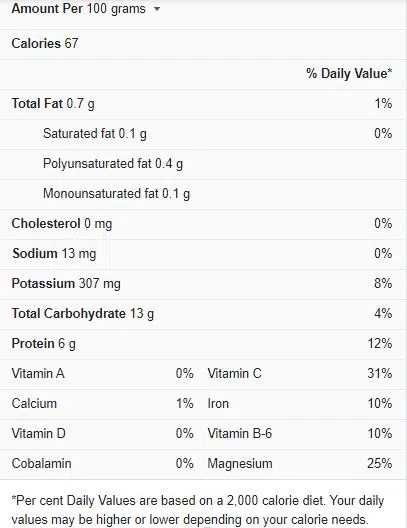 Amount Per 100 grams
Calories 67
% Daily Value*
Total Fat 0.7 g 1%
Saturated fat 0.1 g 0%
Polyunsaturated fat 0.4 g
Monounsaturated fat 0.1 g
Cholesterol 0 mg 0%
Sodium 13 mg 0%
Potassium 307 mg 8%
Total Carbohydrate 13 g 4%
Protein 6 g 12%
Vitamin A 0% Vitamin C 31%
Calcium 1% Iron 10%
Vitamin D 0% Vitamin B-6 10%
Cobalamin 0% Magnesium 25%
*Per cent Daily Values are based on a 2,000 calorie diet. Your daily
values may be higher or lower depending on your calorie needs.